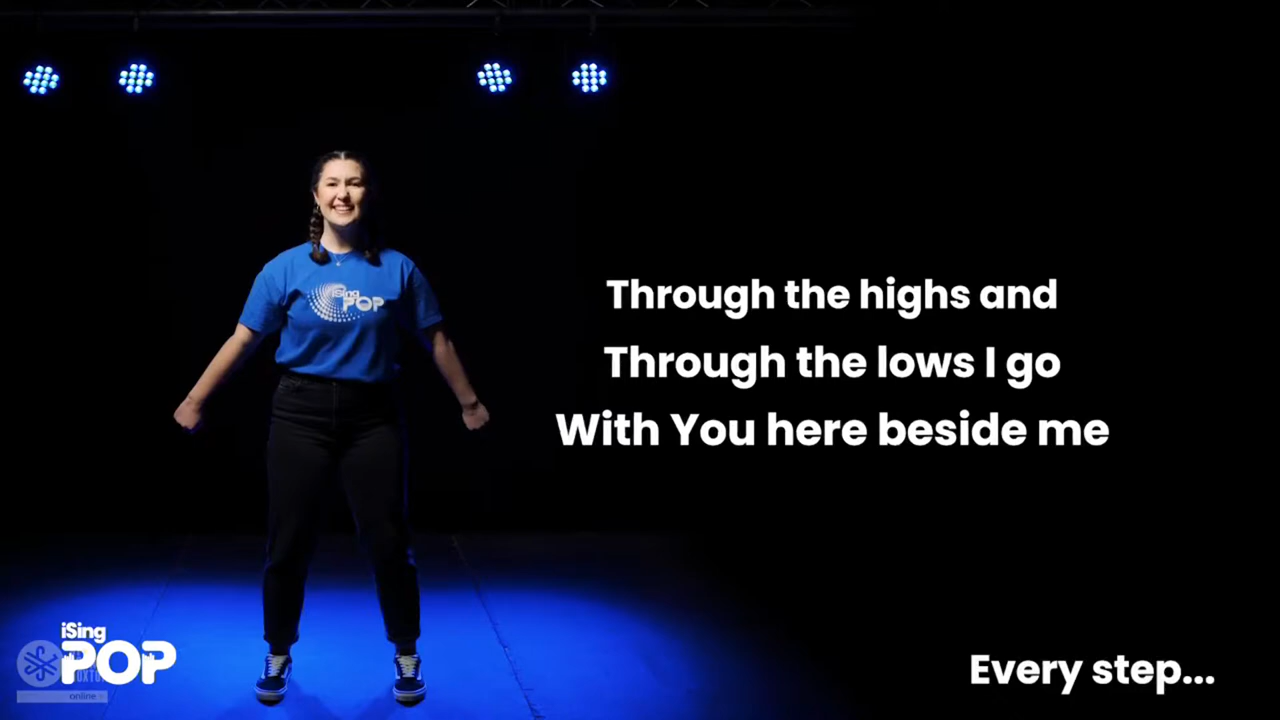 iSing
POP
Through the highs and
Through the lows I go
With You here beside me
iSing
POP
online
Every step...